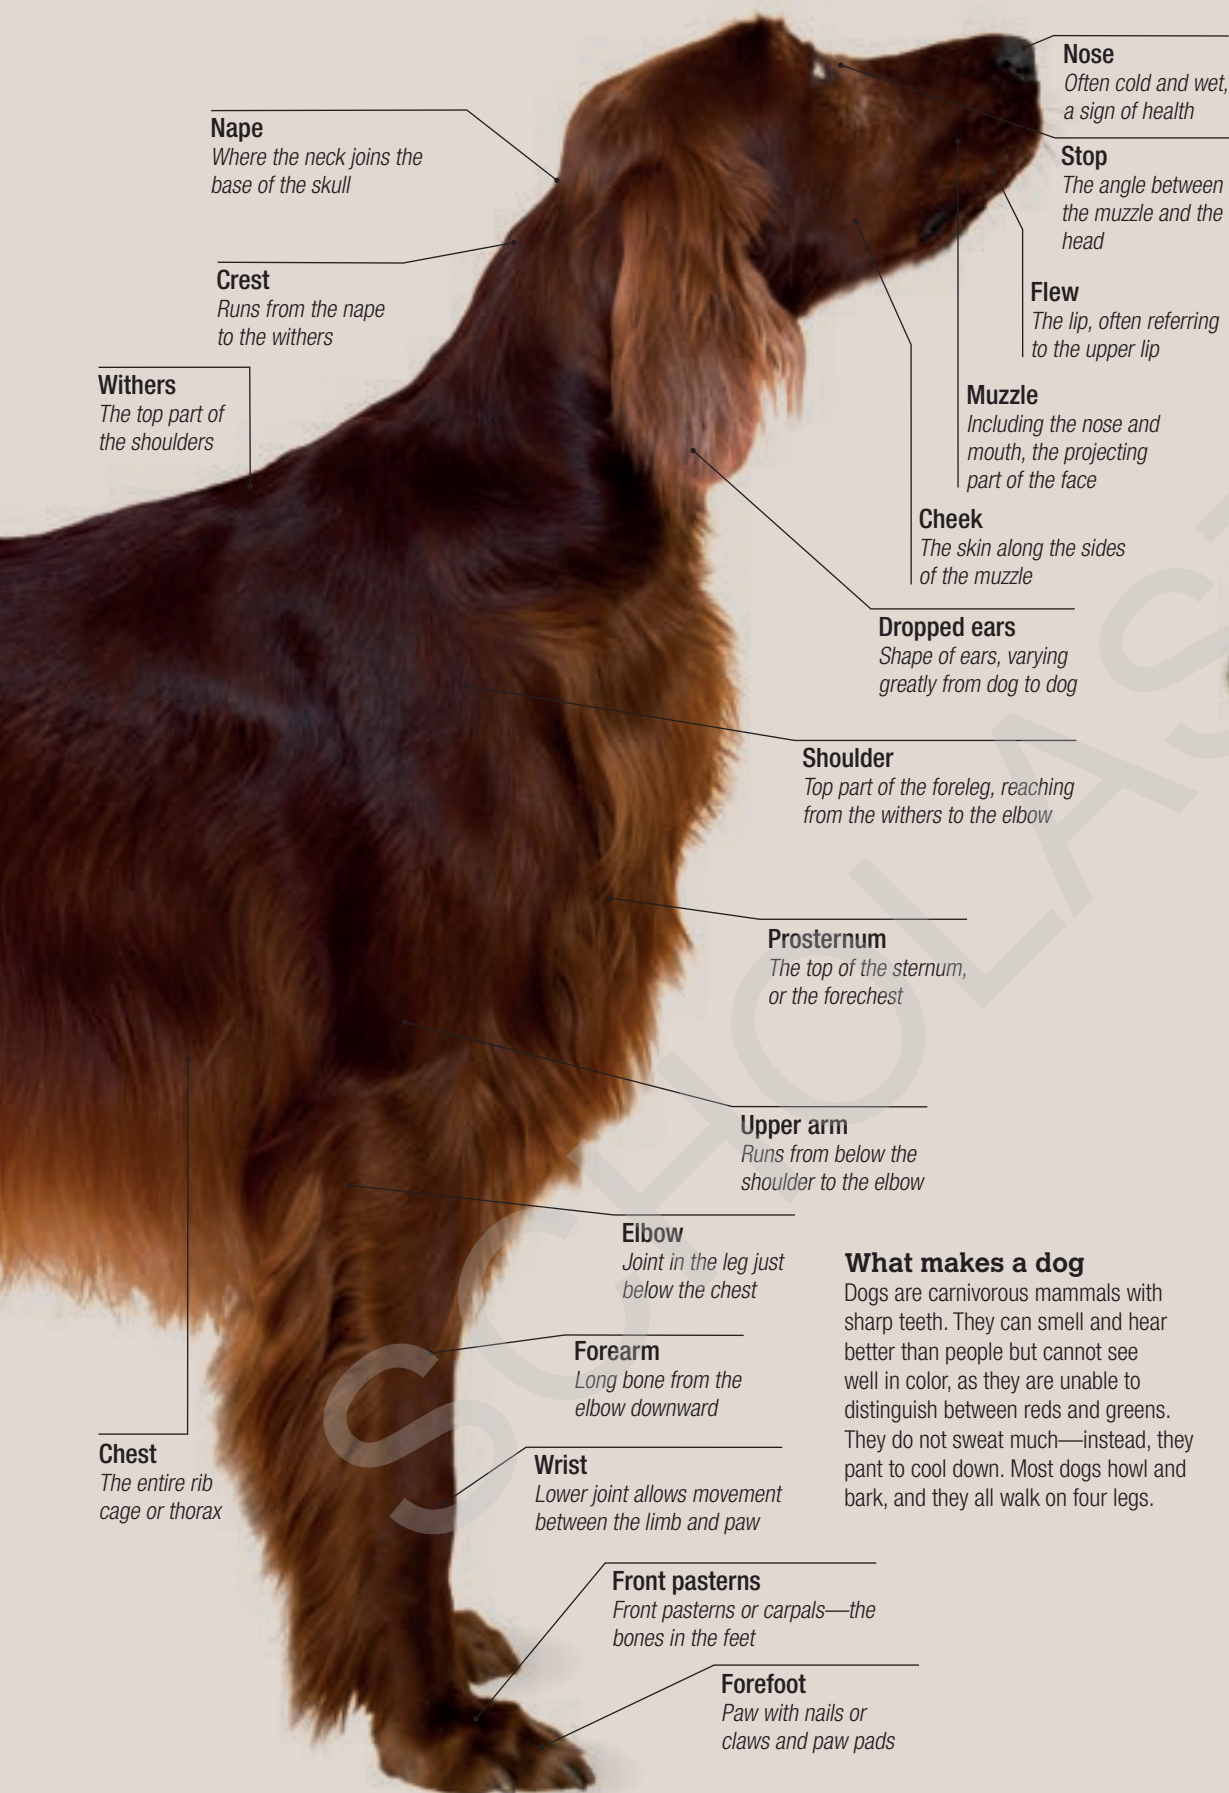 Nose
Often cold and wet,
a sign of health
Nape
Where the neck joins the
base of the skull
Stop
The angle between
the muzzle and the
head
Crest
Runs from the nape
to the withers
Flew
The lip, often referring
to the upper lip
Withers
The top part of
the shoulders
Muzzle
Including the nose and
mouth, the projecting
part of the face
Cheek
The skin along the sides
of the muzzle
Dropped ears
Shape of ears, varying
greatly from dog to dog
Shoulder
Top part of the foreleg, reaching
from the withers to the elbow
Prosternum
The top of the sternum,
or the forechest
Upper arm
Runs from below the
shoulder to the elbow
Elbow
Joint in the leg just
below the chest
What makes a dog
Dogs are carnivorous mammals with
sharp teeth. They can smell and hear
better than people but cannot see
well in color, as they are unable to
distinguish between reds and greens.
They do not sweat much—instead, they
pant to cool down. Most dogs howl and
bark, and they all walk on four legs.
Forearm
Long bone from the
elbow downward
Chest
The entire rib
cage or thorax
Wrist
Lower joint allows movement
between the limb and paw
Front pasterns
Front pasterns or carpals—the
bones in the feet
Forefoot
Paw with nails or
claws and paw pads
SCHOLAS